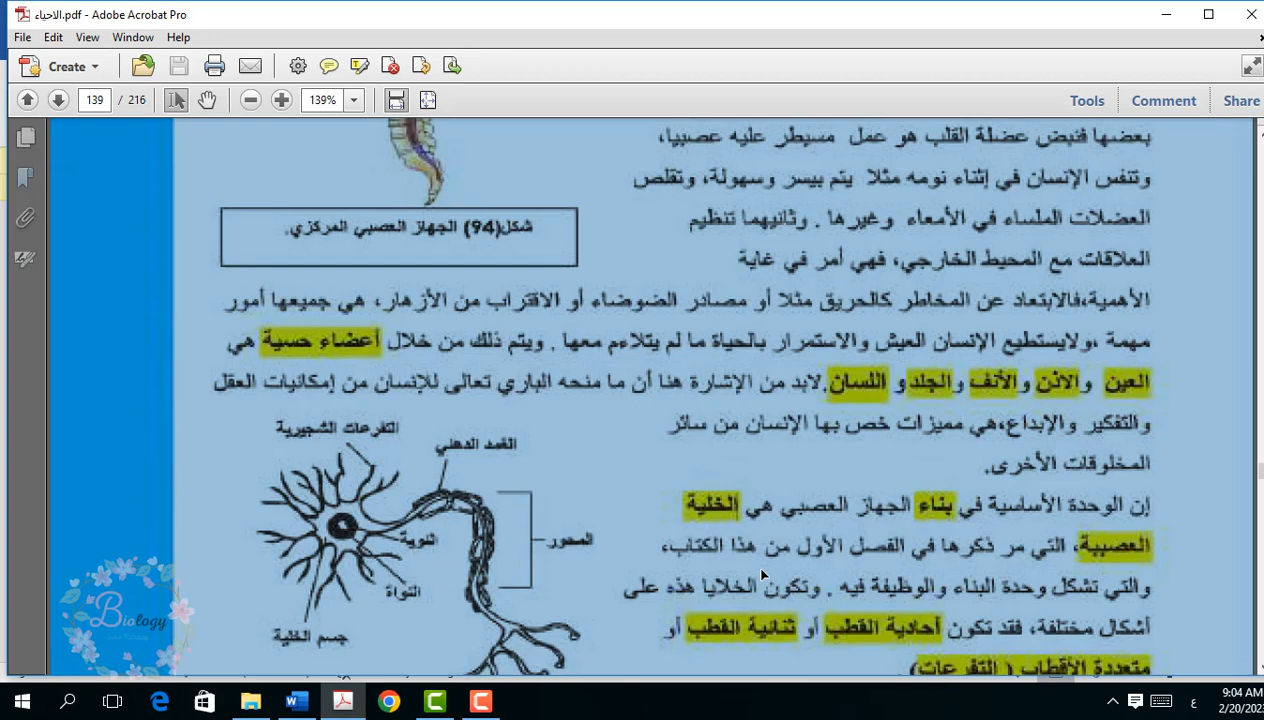 الاحياء.pdf - Adobe Acrobat Pro
File Edit View Window Help
Create
139 / 216 139% Tools Comment Share
بعضها فنبض عضلة القلب هو عمل مسيطر عليه عصبيا،
وتنفس الإنسان في إثناء نومه مثلا يتم بيسر وسهولة، وتقلص
العضلات الملساء في الأمعاء وغيرها . وثانيهما تنظيم
العلاقات مع المحيط الخارجي، فهي أمر في غاية
شكل(94) الجهاز العصبي المركزي.
الأهمية،فالابتعاد عن المخاطر كالحريق مثلا أو مصادر الضوضاء أو الاقتراب من الأزهار، هي جميعها أمور
مهمة ،ولايستطيع الإنسان العيش والاستمرار بالحياة ما لم يتلاءم معها . ويتم ذلك من خلال أعضاء حسية هي
العين و الاذن و الأنف و الجلد و اللسان.لابد من الإشارة هنا أن ما منحه الباري تعالى للإنسان من إمكانيات العقل
والتفكير والإبداع،هي مميزات خص بها الإنسان من سائر
المخلوقات الأخرى.
إن الوحدة الأساسية في بناء الجهاز العصبي هي الخلية
العصبية، التي مر ذكرها في الفصل الأول من هذا الكتاب،
والتي تشكل وحدة البناء والوظيفة فيه . وتكون الخلايا هذه على
أشكال مختلفة، فقد تكون أحادية القطب أو ثنائية القطب أو
متعددة الأقطاب ( التفرعات)
التفرعات الشجيرية
الغمد الدهني
المحور
النوية
النواة
جسم الخلية
Biology
ع
9:04 AM
2/20/202